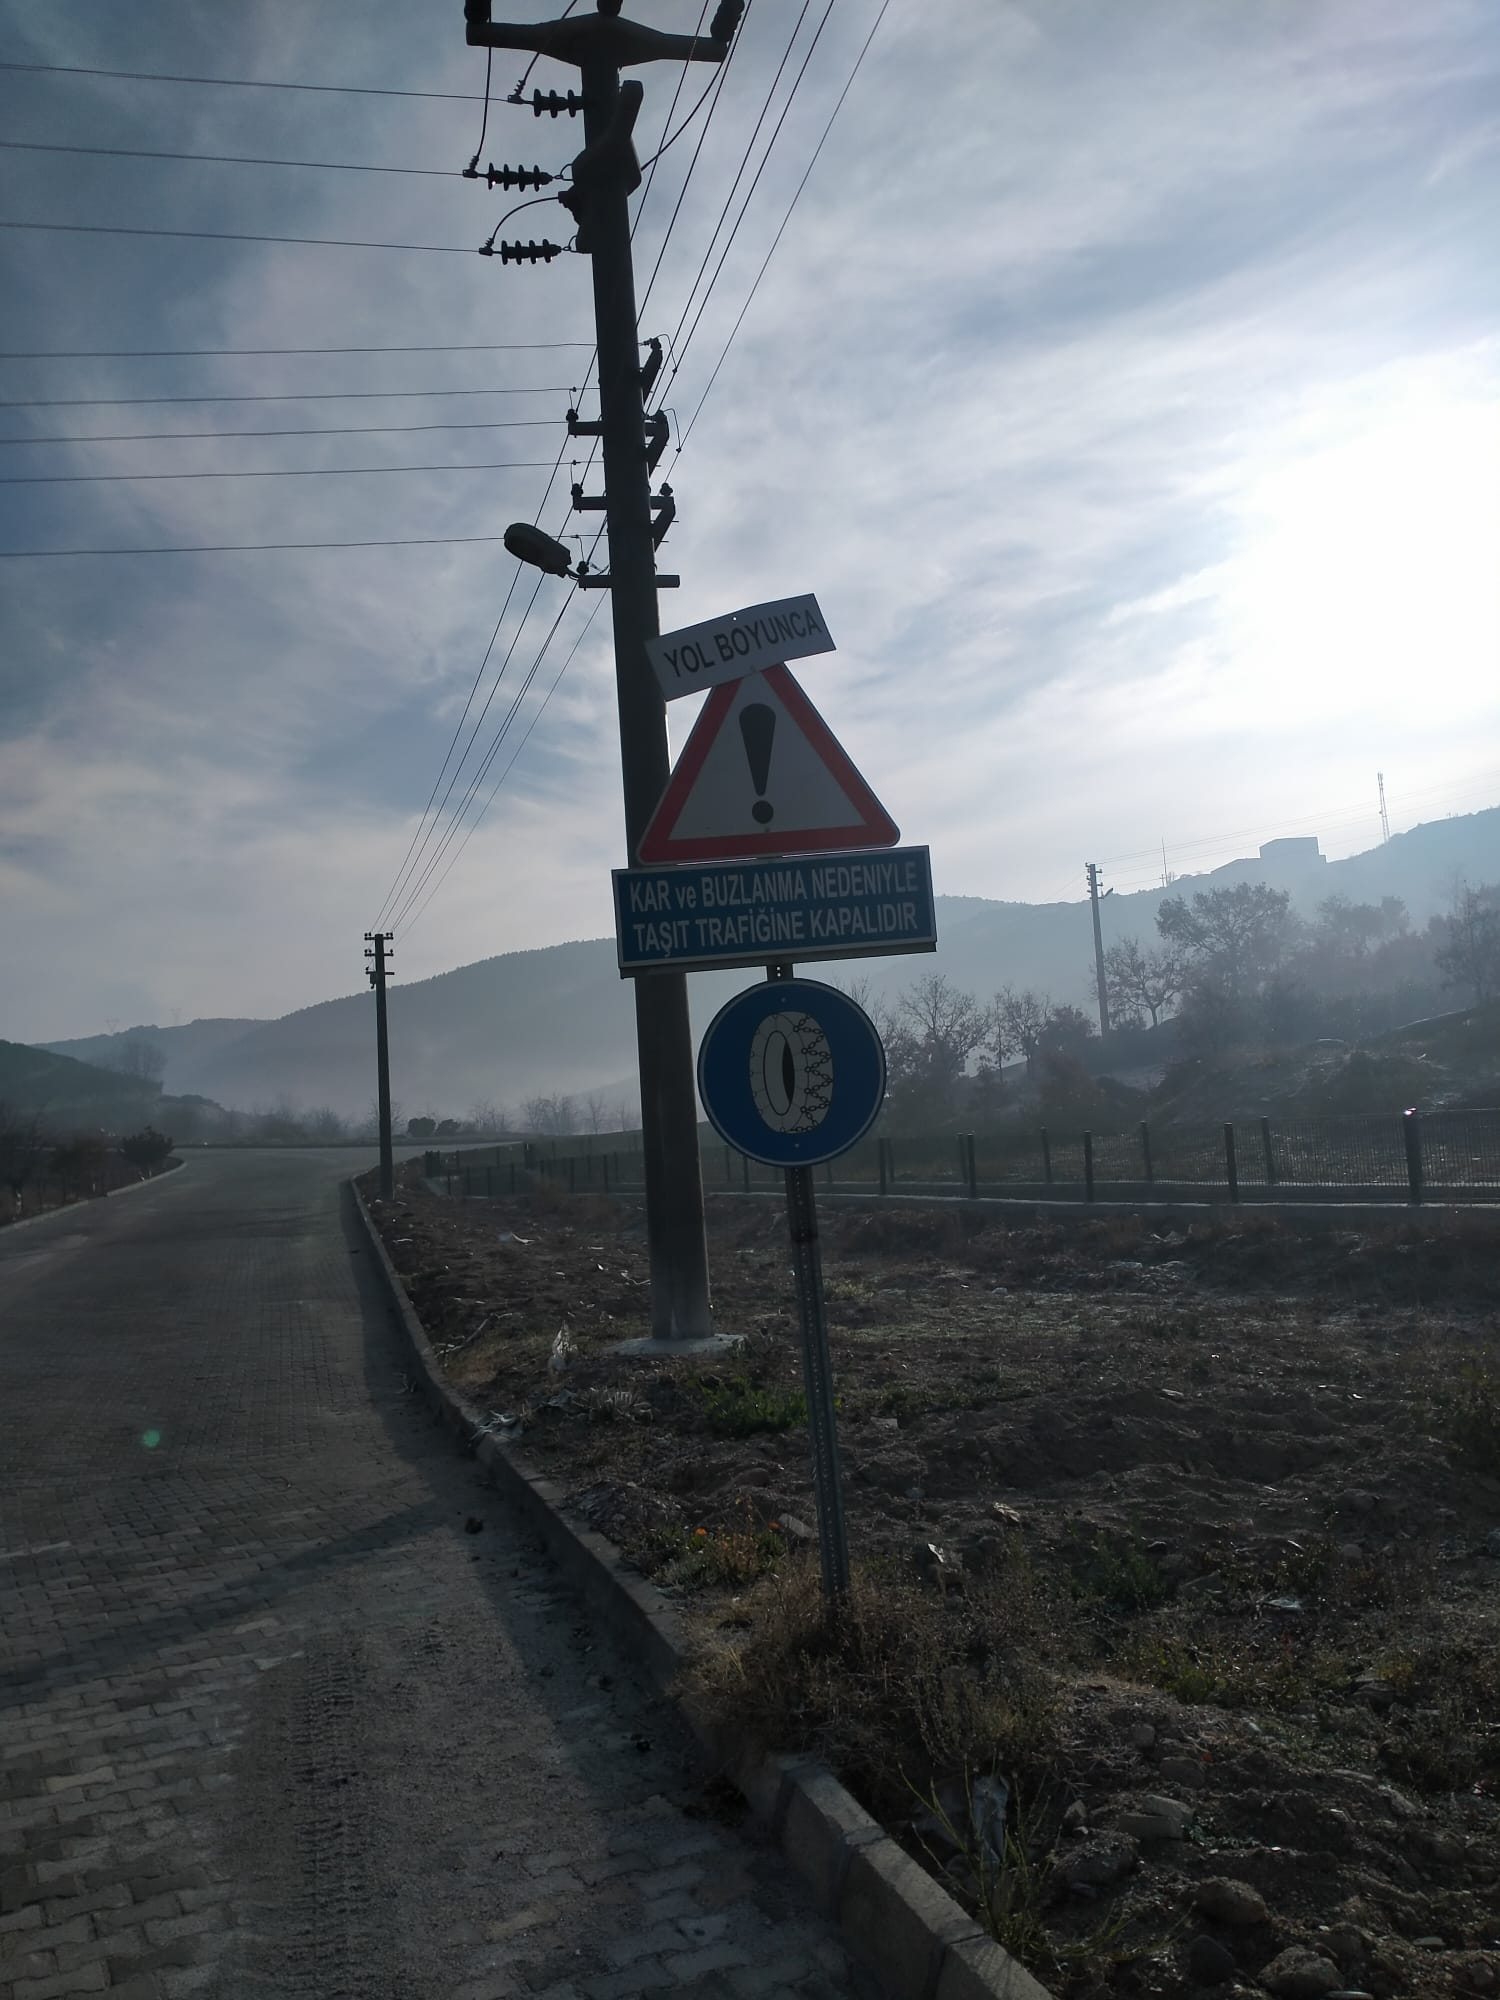 YOL BOYUNCA
KAR ve BUZLANMA NEDENİYLE
TAŞIT TRAFİĞİNE KAPALIDIR